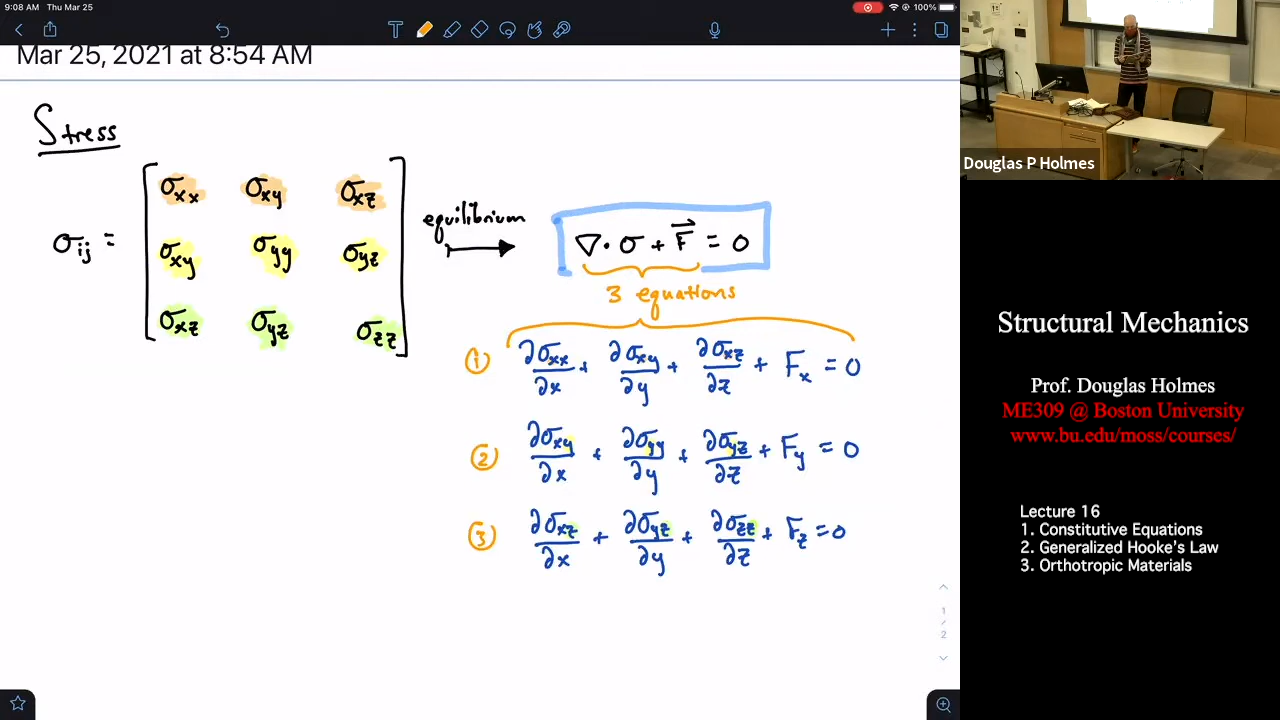 9:08 AM Thu Mar 25
100%
Mar 25, 2021 at 8:54 AM
Stress
σij = [ σxx σxy σxz
σxy σyy σyz
σxz σyz σzz ]
equilibrium
∇·σ + F⃗ = 0
3 equations
① ∂σxx/∂x + ∂σxy/∂y + ∂σxz/∂z + Fx = 0
② ∂σxy/∂x + ∂σyy/∂y + ∂σyz/∂z + Fy = 0
③ ∂σxz/∂x + ∂σyz/∂y + ∂σzz/∂z + Fz = 0
1
/
2
Douglas P Holmes
Structural Mechanics
Prof. Douglas Holmes
ME309 @ Boston University
www.bu.edu/moss/courses/
Lecture 16
1. Constitutive Equations
2. Generalized Hooke's Law
3. Orthotropic Materials